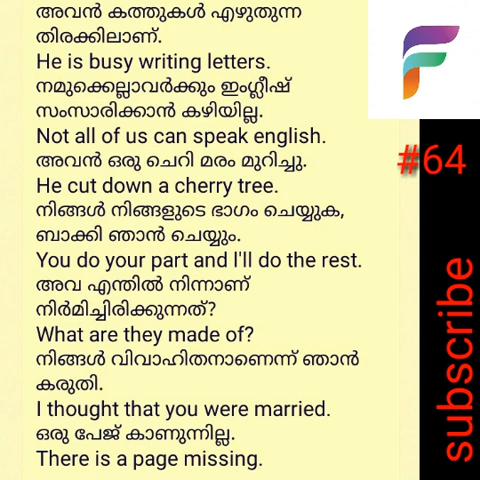 അവൻ കത്തുകൾ എഴുതുന്ന
തിരക്കിലാണ്.
He is busy writing letters.
നമുക്കെല്ലാവർക്കും ഇംഗ്ലീഷ്
സംസാരിക്കാൻ കഴിയില്ല.
Not all of us can speak english.
അവൻ ഒരു ചെറി മരം മുറിച്ചു.
He cut down a cherry tree.
നിങ്ങൾ നിങ്ങളുടെ ഭാഗം ചെയ്യുക,
ബാക്കി ഞാൻ ചെയ്യും.
You do your part and I'll do the rest.
അവ എന്തിൽ നിന്നാണ്
നിർമിച്ചിരിക്കുന്നത്?
What are they made of?
നിങ്ങൾ വിവാഹിതനാണെന്ന് ഞാൻ
കരുതി.
I thought that you were married.
ഒരു പേജ് കാണുന്നില്ല.
There is a page missing.
#64
subscribe